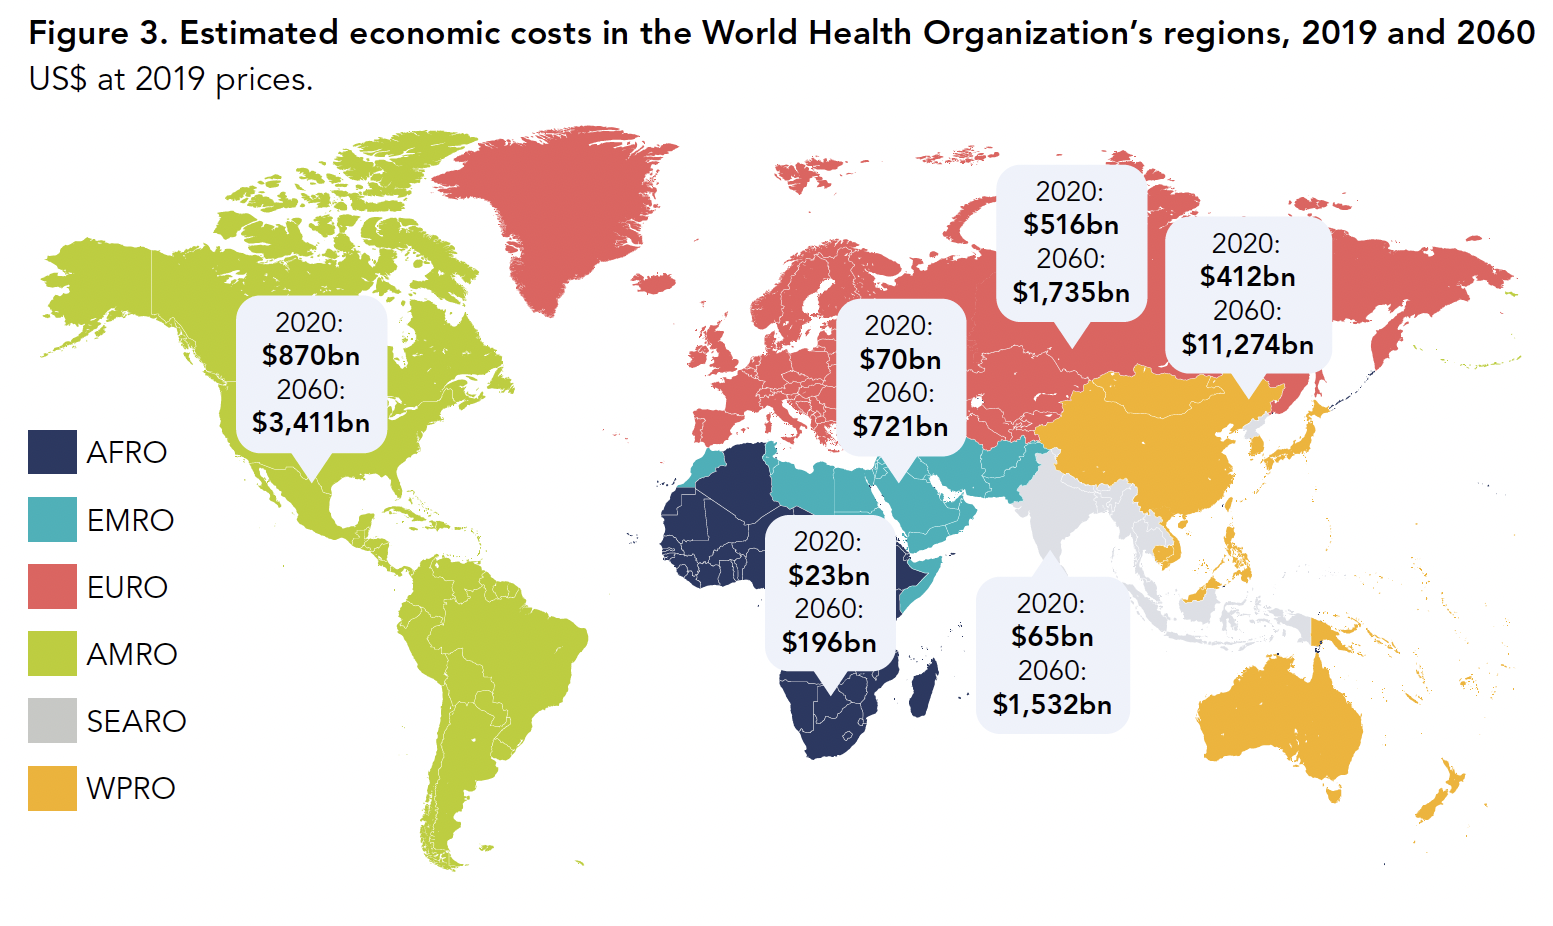 Figure 3. Estimated economic costs in the World Health Organization’s regions, 2019 and 2060
US$ at 2019 prices.
2020:
$870bn
2060:
$3,411bn
2020:
$70bn
2060:
$721bn
2020:
$516bn
2060:
$1,735bn
2020:
$412bn
2060:
$11,274bn
2020:
$23bn
2060:
$196bn
2020:
$65bn
2060:
$1,532bn
AFRO
EMRO
EURO
AMRO
SEARO
WPRO